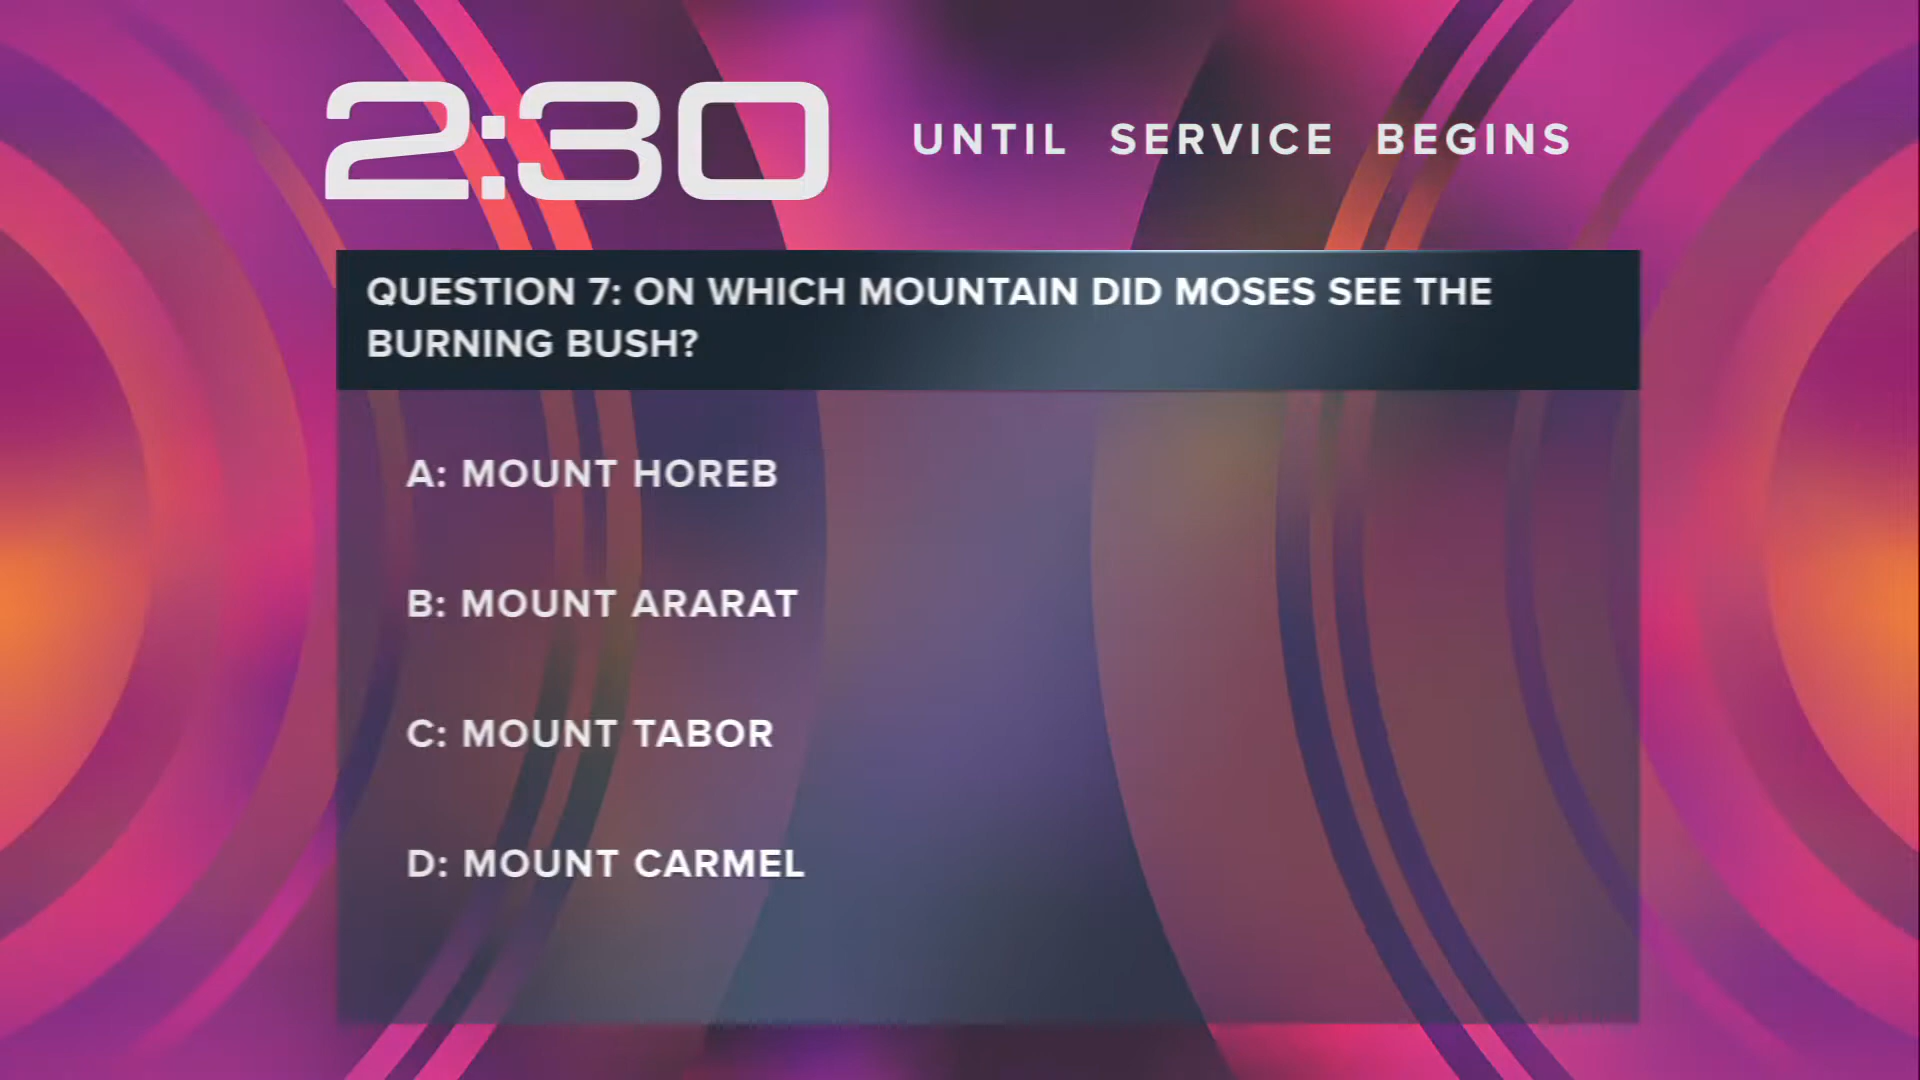 2:30 UNTIL SERVICE BEGINS
QUESTION 7: ON WHICH MOUNTAIN DID MOSES SEE THE
BURNING BUSH?
A: MOUNT HOREB
B: MOUNT ARARAT
C: MOUNT TABOR
D: MOUNT CARMEL